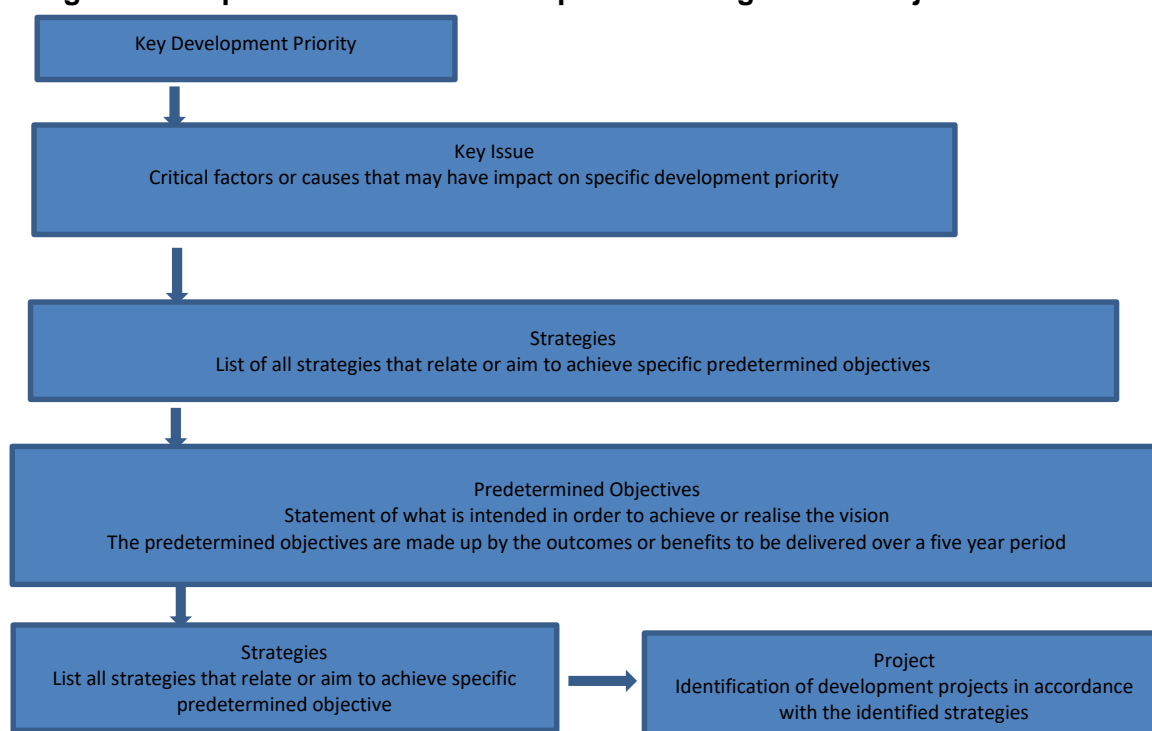 Key Development Priority
Key Issue
Critical factors or causes that may have impact on specific development priority
Strategies
List of all strategies that relate or aim to achieve specific predetermined objectives
Predetermined Objectives
Statement of what is intended in order to achieve or realise the vision
The predetermined objectives are made up by the outcomes or benefits to be delivered over a five year period
Strategies
List all strategies that relate or aim to achieve specific
predetermined objective
Project
Identification of development projects in accordance
with the identified strategies